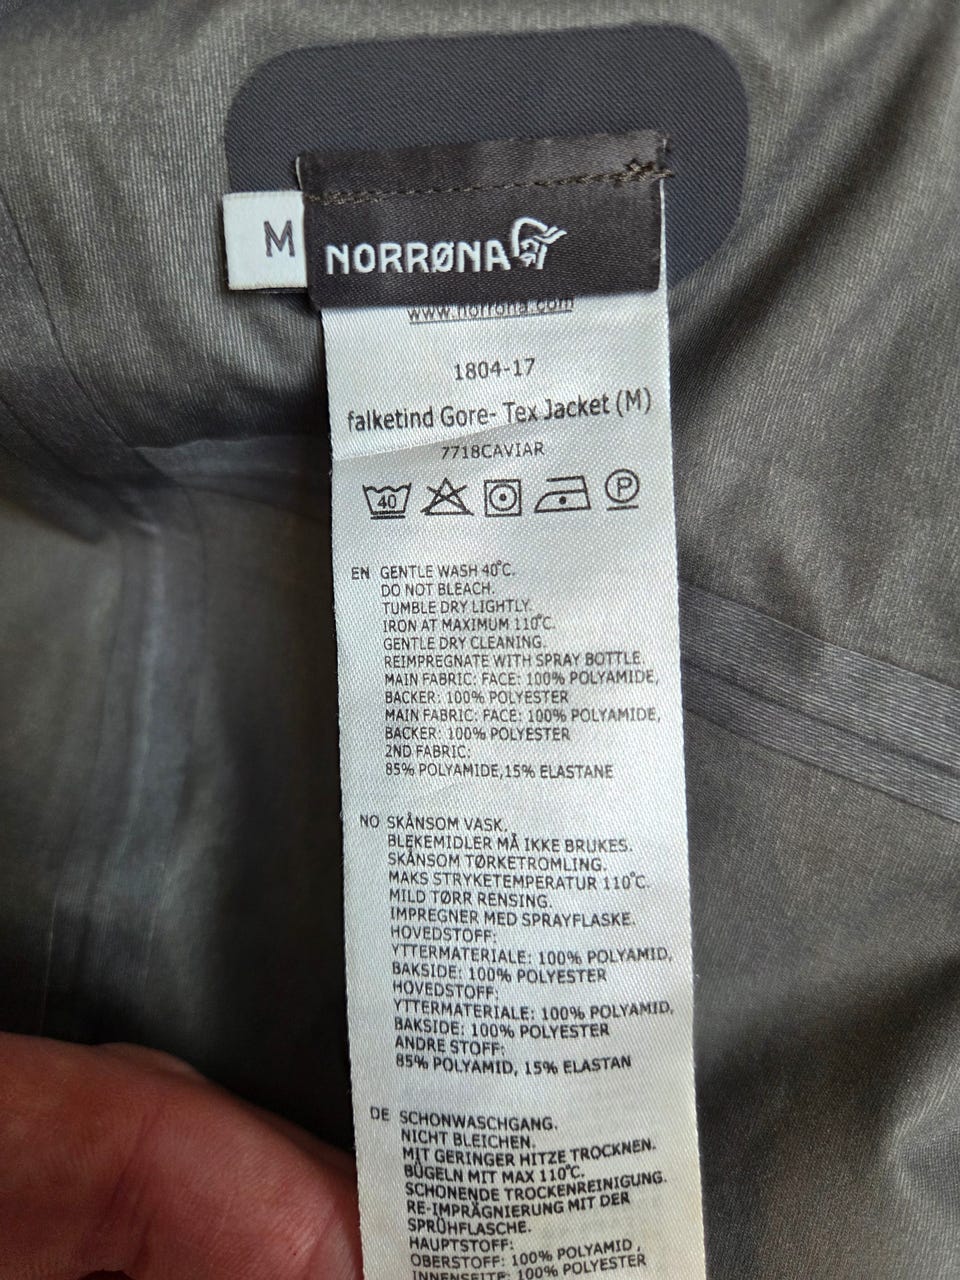 M
NORRØNA
www.norrona.com
1804-17
falketind Gore- Tex Jacket (M)
7718CAVIAR
40 P
EN GENTLE WASH 40°C.
DO NOT BLEACH.
TUMBLE DRY LIGHTLY.
IRON AT MAXIMUM 110°C.
GENTLE DRY CLEANING.
REIMPREGNATE WITH SPRAY BOTTLE.
MAIN FABRIC: FACE: 100% POLYAMIDE,
BACKER: 100% POLYESTER
MAIN FABRIC: FACE: 100% POLYAMIDE,
BACKER: 100% POLYESTER
2ND FABRIC:
85% POLYAMIDE,15% ELASTANE
NO SKÅNSOM VASK.
BLEKEMIDLER MÅ IKKE BRUKES.
SKÅNSOM TØRKETROMLING.
MAKS STRYKETEMPERATUR 110°C.
MILD TØRR RENSING.
IMPREGNER MED SPRAYFLASKE.
HOVEDSTOFF:
YTTERMATERIALE: 100% POLYAMID,
BAKSIDE: 100% POLYESTER
HOVEDSTOFF:
YTTERMATERIALE: 100% POLYAMID,
BAKSIDE: 100% POLYESTER
ANDRE STOFF:
85% POLYAMID, 15% ELASTAN
DE SCHONWASCHGANG.
NICHT BLEICHEN.
MIT GERINGER HITZE TROCKNEN.
BÜGELN MIT MAX 110°C.
SCHONENDE TROCKENREINIGUNG.
RE-IMPRÄGNIERUNG MIT DER
SPRÜHFLASCHE.
HAUPTSTOFF:
OBERSTOFF: 100% POLYAMID ,
INNENSEITE: 100% POLYESTER